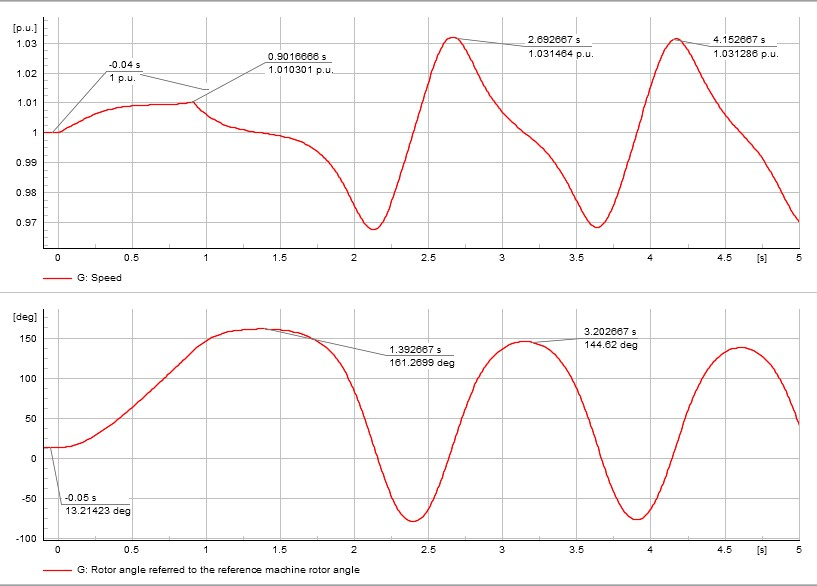 [p.u.]
1.03
1.02
1.01
1
0.99
0.98
0.97
-0.04 s
1 p.u.
0.9016666 s
1.010301 p.u.
2.692667 s
1.031464 p.u.
4.152667 s
1.031286 p.u.
0 0.5 1 1.5 2 2.5 3 3.5 4 4.5 [s] 5
G: Speed
[deg]
150
100
50
0
-50
-100
1.392667 s
161.2699 deg
3.202667 s
144.62 deg
-0.05 s
13.21423 deg
0 0.5 1 1.5 2 2.5 3 3.5 4 4.5 [s] 5
G: Rotor angle referred to the reference machine rotor angle